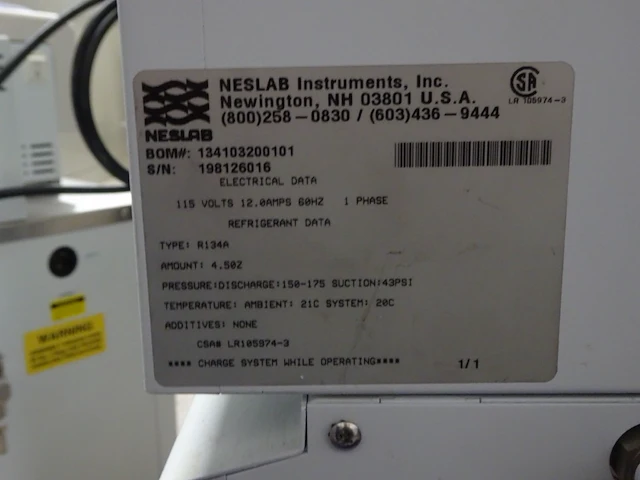 NESLAB Instruments, Inc.
Newington, NH 03801 U.S.A.
(800)258-0830 / (603)436-9444
NESLAB
LR 105974-3
BOM#: 134103200101
S/N: 198126016
ELECTRICAL DATA
115 VOLTS 12.0AMPS 60HZ 1 PHASE
REFRIGERANT DATA
TYPE: R134A
AMOUNT: 4.5OZ
PRESSURE:DISCHARGE:150-175 SUCTION:43PSI
TEMPERATURE: AMBIENT: 21C SYSTEM: 20C
ADDITIVES: NONE
CSA# LR105974-3
**** CHARGE SYSTEM WHILE OPERATING**** 1/1
WARNING